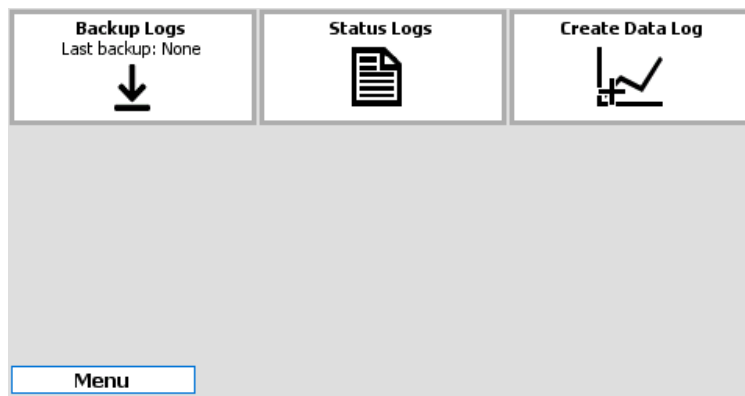 Backup Logs
Last backup: None
Status Logs
Create Data Log
Menu